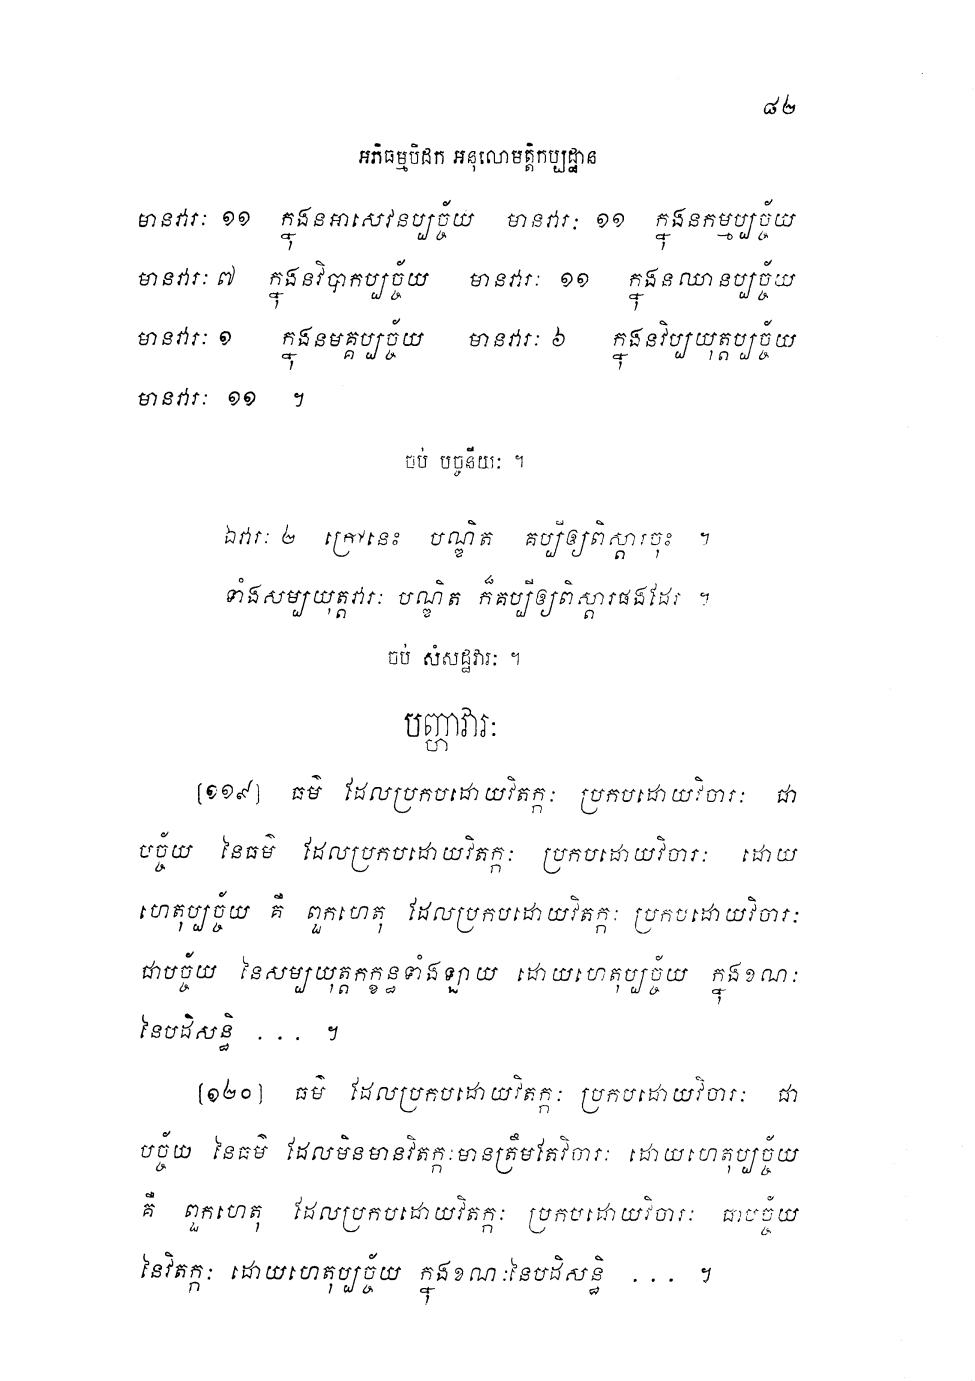 ៨២
អភិធម្មបិដក អនុលោមត្តិកប្បដ្ឋាន
មានវារៈ ១១ ក្នុងនអាសេវនប្បច្ច័យ មានវារៈ ១១ ក្នុងនកម្មប្បច្ច័យ
មានវារៈ ៧ ក្នុងនវិបាកប្បច្ច័យ មានវារៈ ១១ ក្នុងនឈានប្បច្ច័យ
មានវារៈ ១ ក្នុងនមគ្គប្បច្ច័យ មានវារៈ ៦ ក្នុងនវិប្បយុត្តប្បច្ច័យ
មានវារៈ ១១ ។
ចប់ បច្ចនីយៈ ។
ឯវារៈ ២ ក្រៅនេះ បណ្ឌិត គប្បីឲ្យពិស្តារចុះ ។
ទាំងសម្បយុត្តវារៈ បណ្ឌិត ក៏គប្បីឲ្យពិស្តារផងដែរ ។
ចប់ សំសដ្ឋវារៈ ។
បញ្ហាវារៈ
[១១៩] ធម៌ ដែលប្រកបដោយវិតក្កៈ ប្រកបដោយវិចារៈ ជា
បច្ច័យ នៃធម៌ ដែលប្រកបដោយវិតក្កៈ ប្រកបដោយវិចារៈ ដោយ
ហេតុប្បច្ច័យ គឺ ពួកហេតុ ដែលប្រកបដោយវិតក្កៈ ប្រកបដោយវិចារៈ
ជាបច្ច័យ នៃសម្បយុត្តកក្ខន្ធទាំងឡាយ ដោយហេតុប្បច្ច័យ ក្នុងខណៈ
នៃបដិសន្ធិ ... ។
[១២០] ធម៌ ដែលប្រកបដោយវិតក្កៈ ប្រកបដោយវិចារៈ ជា
បច្ច័យ នៃធម៌ ដែលមិនមានវិតក្កៈមានត្រឹមតែវិចារៈ ដោយហេតុប្បច្ច័យ
គឺ ពួកហេតុ ដែលប្រកបដោយវិតក្កៈ ប្រកបដោយវិចារៈ ជាបច្ច័យ
នៃវិតក្កៈ ដោយហេតុប្បច្ច័យ ក្នុងខណៈនៃបដិសន្ធិ ... ។